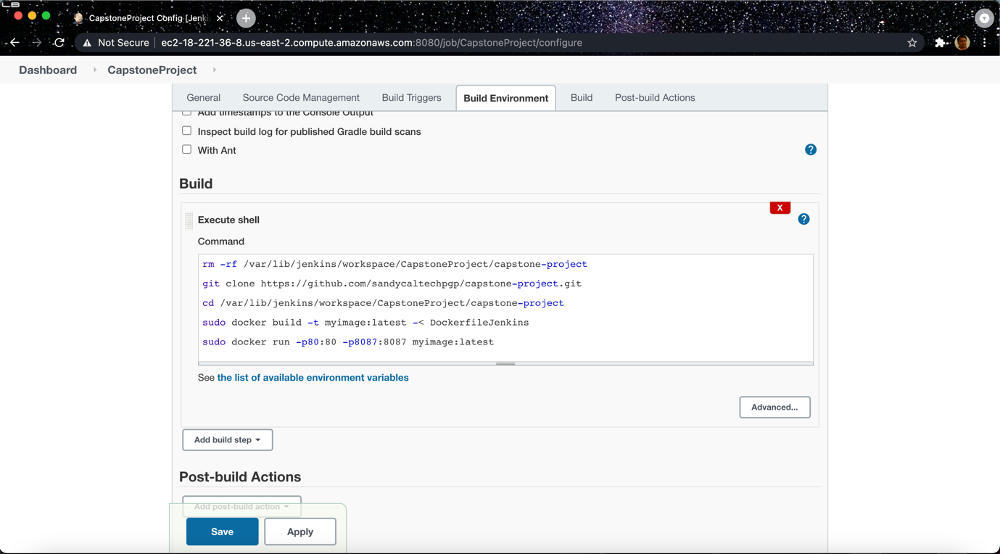 CapstoneProject Config [Jenki
Not Secure
ec2-18-221-36-8.us-east-2.compute.amazonaws.com:8080/job/CapstoneProject/configure
Dashboard
CapstoneProject
General
Source Code Management
Build Triggers
Build Environment
Build
Post-build Actions
Add timestamps to the Console Output
Inspect build log for published Gradle build scans
With Ant
?
Build
X
Execute shell
?
Command
rm -rf /var/lib/jenkins/workspace/CapstoneProject/capstone-project
git clone https://github.com/sandycaltechpgp/capstone-project.git
cd /var/lib/jenkins/workspace/CapstoneProject/capstone-project
sudo docker build -t myimage:latest -< DockerfileJenkins
sudo docker run -p80:80 -p8087:8087 myimage:latest
See the list of available environment variables
Advanced...
Add build step
Post-build Actions
Add post-build action
Save
Apply